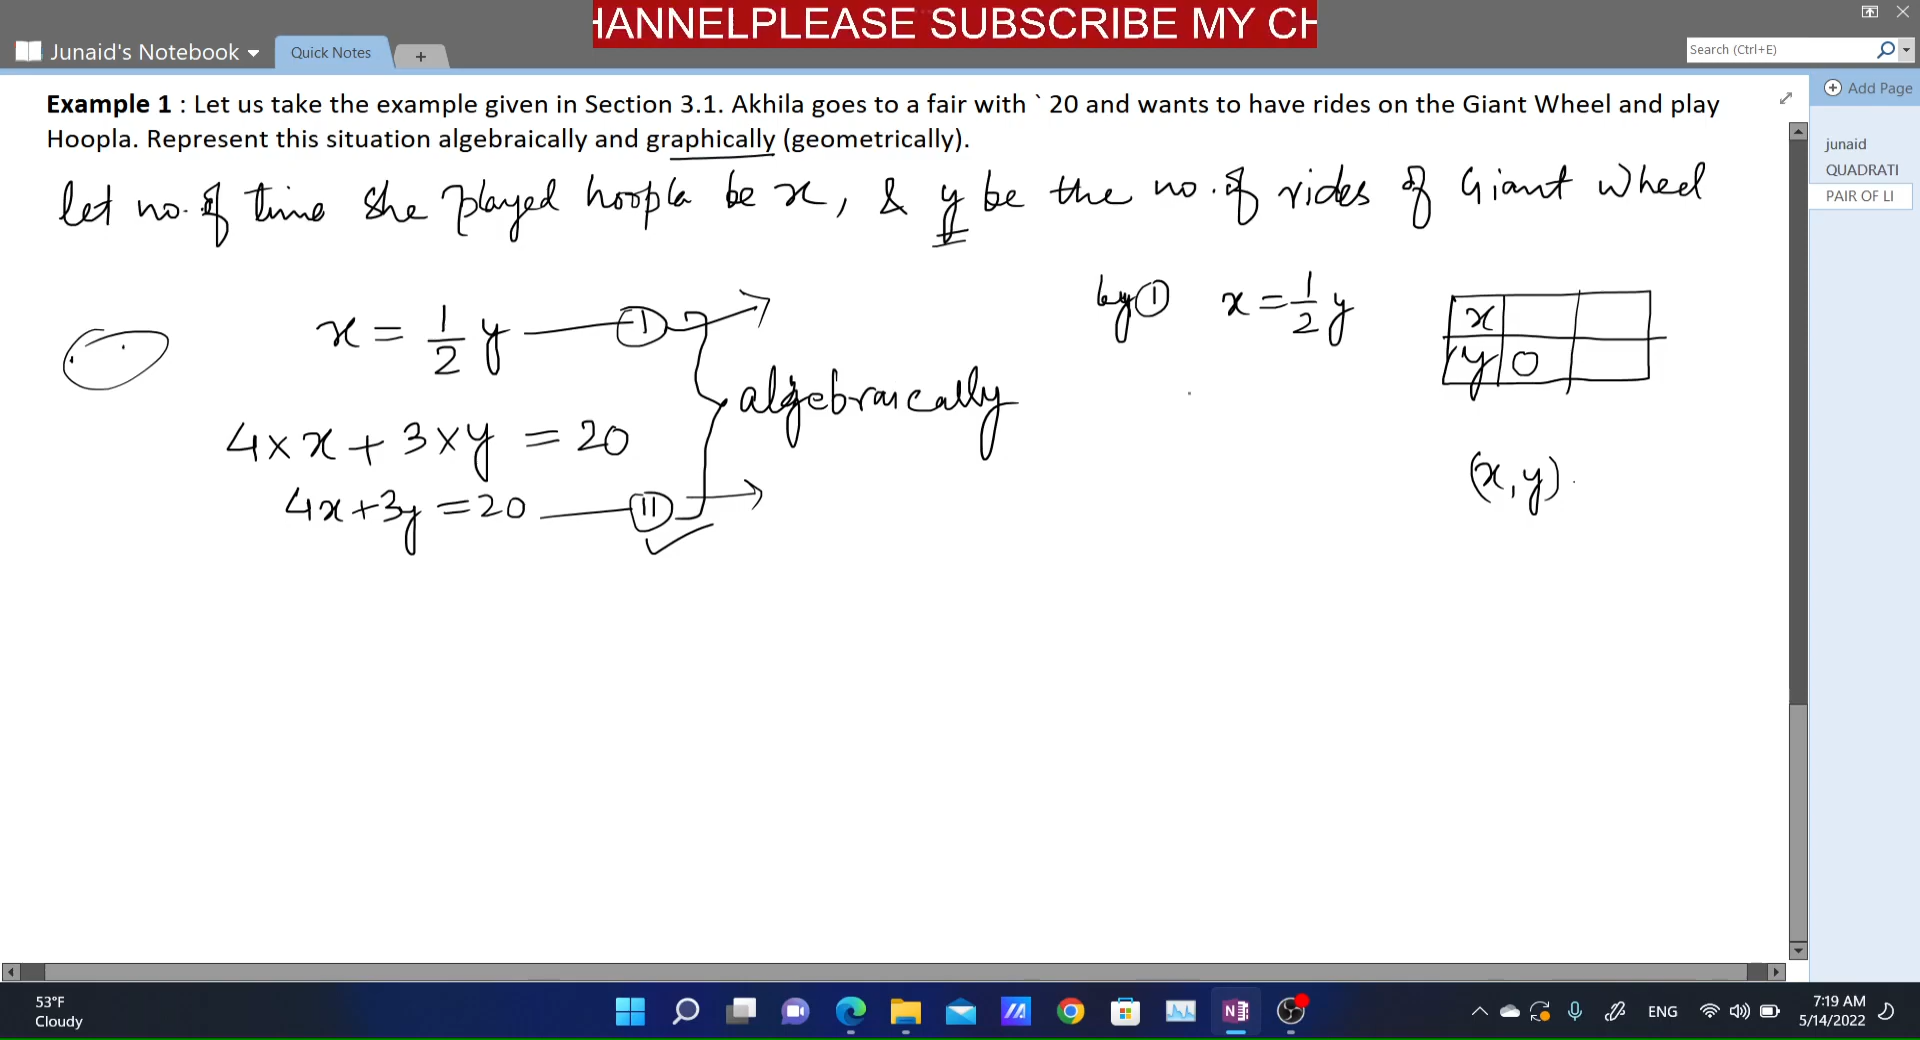 HANNELPLEASE SUBSCRIBE MY CH
Junaid's Notebook
Quick Notes
+
Search (Ctrl+E)
Add Page
junaid
QUADRATI
PAIR OF LI
Example 1 : Let us take the example given in Section 3.1. Akhila goes to a fair with ` 20 and wants to have rides on the Giant Wheel and play
Hoopla. Represent this situation algebraically and graphically (geometrically).
let no. of time she played hoopla be x, & y be the no. of rides of Giant Wheel
x = 1/2 y — (I)
4 × x + 3 × y = 20
4x + 3y = 20 — (II)
algebraically
by (I) x = 1/2 y
x
y 0
(x, y).
53°F
Cloudy
ENG
7:19 AM
5/14/2022